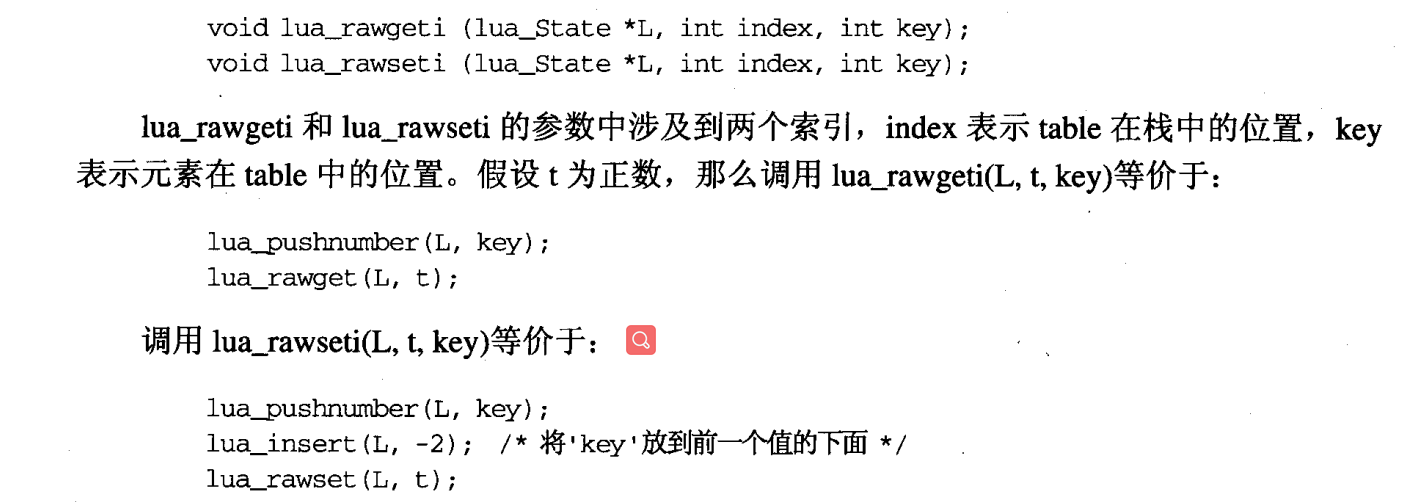 void lua_rawgeti (lua_State *L, int index, int key);
void lua_rawseti (lua_State *L, int index, int key);
lua_rawgeti 和 lua_rawseti 的参数中涉及到两个索引，index 表示 table 在栈中的位置，key
表示元素在 table 中的位置。假设 t 为正数，那么调用 lua_rawgeti(L, t, key)等价于：
lua_pushnumber(L, key);
lua_rawget(L, t);
调用 lua_rawseti(L, t, key)等价于：
lua_pushnumber(L, key);
lua_insert(L, -2); /* 将'key'放到前一个值的下面 */
lua_rawset(L, t);